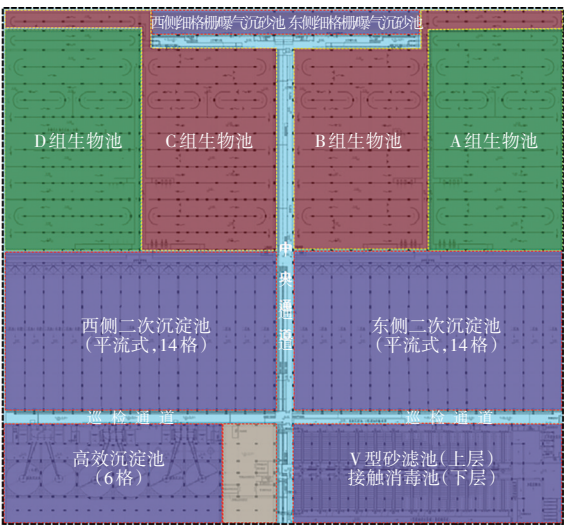 西侧细格栅曝气沉砂池 东侧细格栅曝气沉砂池
D组生物池
C组生物池
B组生物池
A组生物池
中央通道
西侧二次沉淀池
(平流式,14格)
东侧二次沉淀池
(平流式,14格)
巡检通道
巡检通道
高效沉淀池
(6格)
V型砂滤池(上层)
接触消毒池(下层)